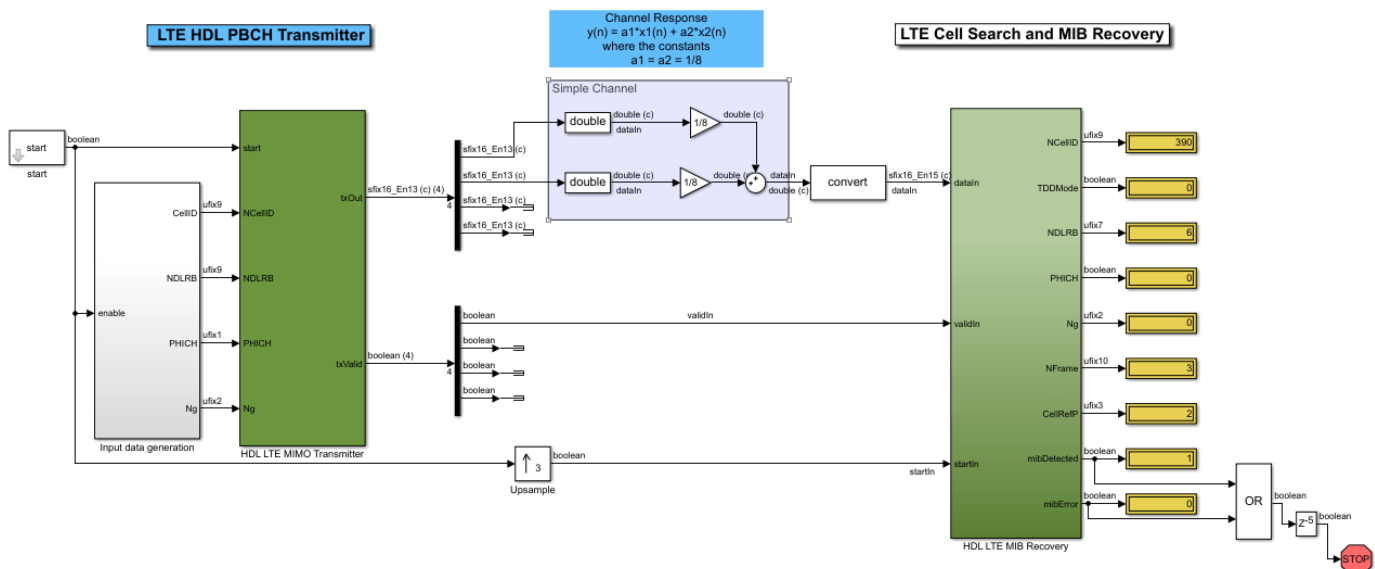 LTE HDL PBCH Transmitter
Channel Response
y(n) = a1*x1(n) + a2*x2(n)
where the constants
a1 = a2 = 1/8
LTE Cell Search and MIB Recovery
start
start
boolean
enable
CellID
NDLRB
PHICH
Ng
Input data generation
ufix9
ufix9
ufix1
ufix2
start
NCellID
NDLRB
PHICH
Ng
txOut
txValid
HDL LTE MIMO Transmitter
sfix16_En13 (c) (4)
4
boolean (4)
4
sfix16_En13 (c)
sfix16_En13 (c)
sfix16_En13 (c)
sfix16_En13 (c)
Simple Channel
double
double (c)
dataIn
1/8
double (c)
double
double (c)
dataIn
1/8
double (c)
++
dataIn
double (c)
convert
sfix16_En15 (c)
dataIn
boolean
validIn
boolean
boolean
boolean
3
Upsample
boolean
startIn
dataIn
validIn
startIn
NCellID
TDDMode
NDLRB
PHICH
Ng
NFrame
CellRefP
mibDetected
mibError
HDL LTE MIB Recovery
ufix9
390
boolean
0
ufix7
6
boolean
0
ufix2
0
ufix10
3
ufix3
2
boolean
1
boolean
0
OR
boolean
Z-5
boolean
STOP